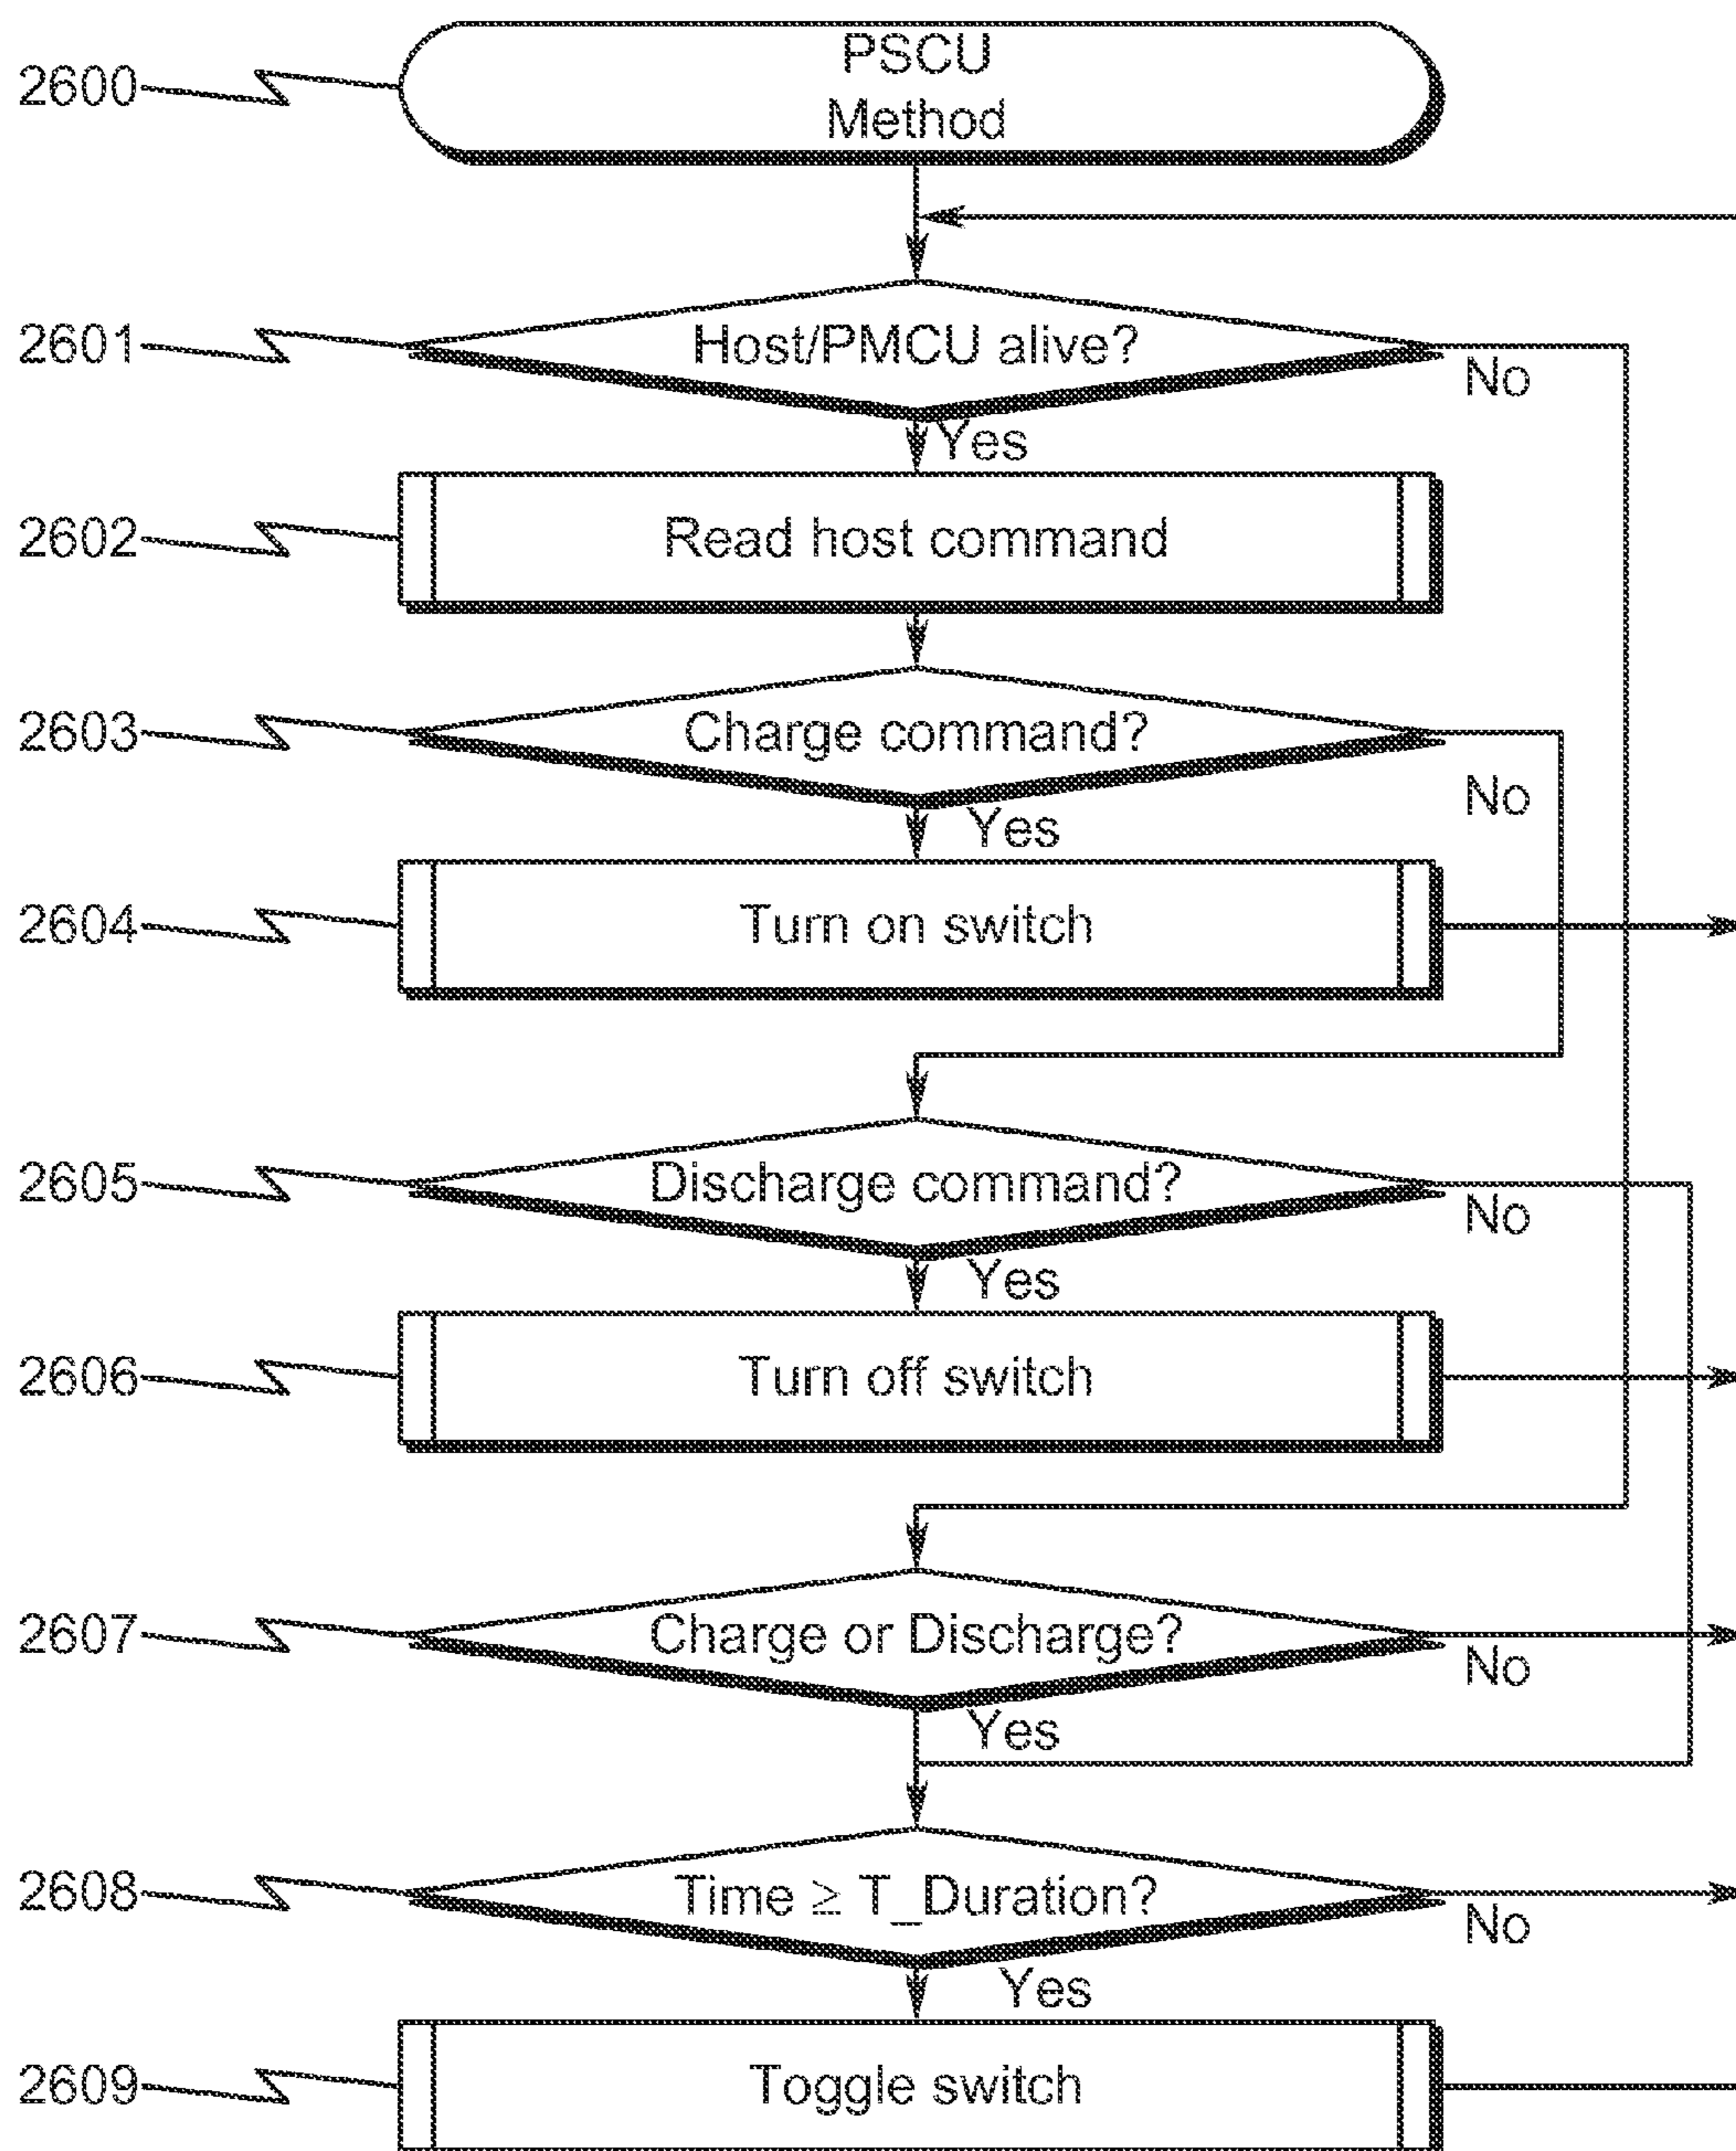 2600
PSCU
Method
2601
Host/PMCU alive?
No
Yes
2602
Read host command
2603
Charge command?
No
Yes
2604
Turn on switch
2605
Discharge command?
No
Yes
2606
Turn off switch
2607
Charge or Discharge?
No
Yes
2608
Time ≥ T_Duration?
No
Yes
2609
Toggle switch